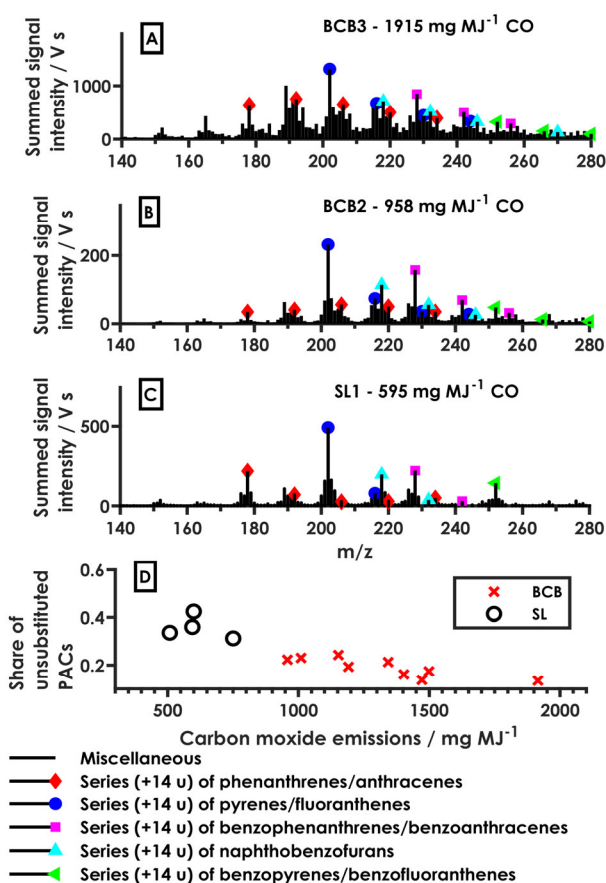 A
BCB3 - 1915 mg MJ-1 CO
Summed signal
intensity / V s
1000
0
140 160 180 200 220 240 260 280
B
BCB2 - 958 mg MJ-1 CO
Summed signal
intensity / V s
200
0
140 160 180 200 220 240 260 280
C
SL1 - 595 mg MJ-1 CO
Summed signal
intensity / V s
500
0
140 160 180 200 220 240 260 280
m/z
D
Share of
unsubstituted
PACs
0.6
0.4
0.2
BCB
SL
500 1000 1500 2000
Carbon moxide emissions / mg MJ-1
Miscellaneous
Series (+14 u) of phenanthrenes/anthracenes
Series (+14 u) of pyrenes/fluoranthenes
Series (+14 u) of benzophenanthrenes/benzoanthracenes
Series (+14 u) of naphthobenzofurans
Series (+14 u) of benzopyrenes/benzofluoranthenes